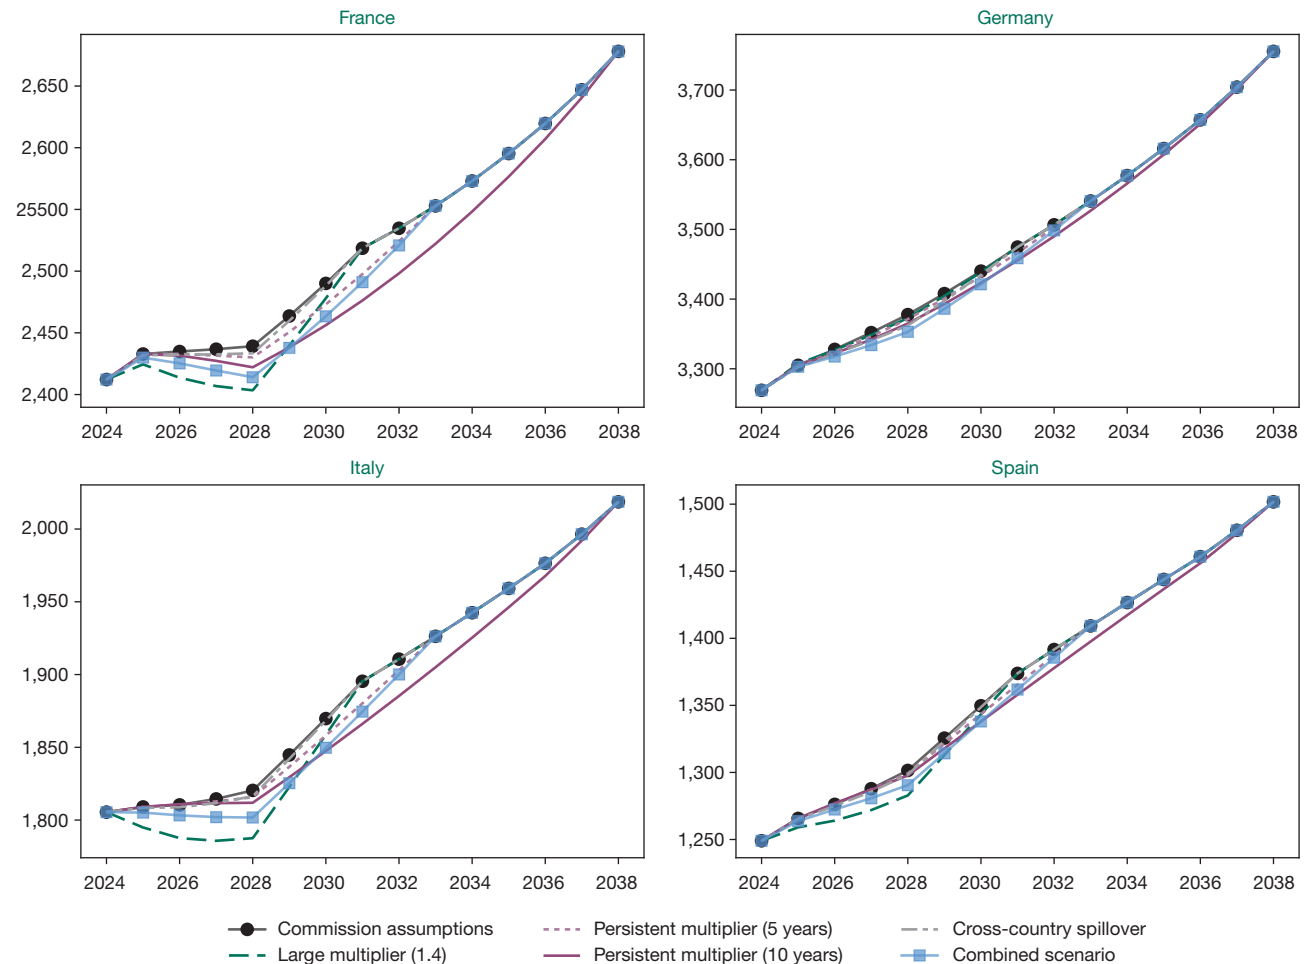 France
Germany
2,650
2,600
25500
2,500
2,450
2,400
2024 2026 2028 2030 2032 2034 2036 2038
3,700
3,600
3,500
3,400
3,300
2024 2026 2028 2030 2032 2034 2036 2038
Italy
Spain
2,000
1,950
1,900
1,850
1,800
2024 2026 2028 2030 2032 2034 2036 2038
1,500
1,450
1,400
1,350
1,300
1,250
2024 2026 2028 2030 2032 2034 2036 2038
Commission assumptions
Persistent multiplier (5 years)
Cross-country spillover
Large multiplier (1.4)
Persistent multiplier (10 years)
Combined scenario